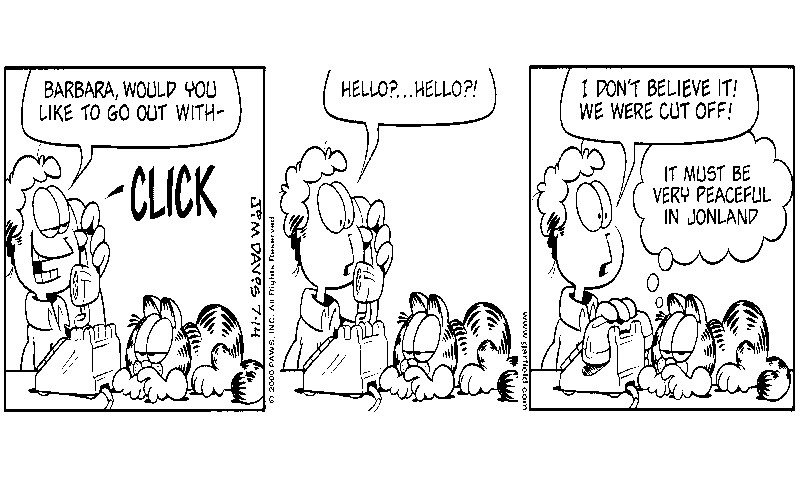 BARBARA, WOULD YOU
LIKE TO GO OUT WITH-
CLICK
JIM DAVIS 7-14
HELLO?...HELLO?!
© 2000 PAWS, INC. All Rights Reserved
www.garfield.com
I DON'T BELIEVE IT!
WE WERE CUT OFF!
IT MUST BE
VERY PEACEFUL
IN JONLAND